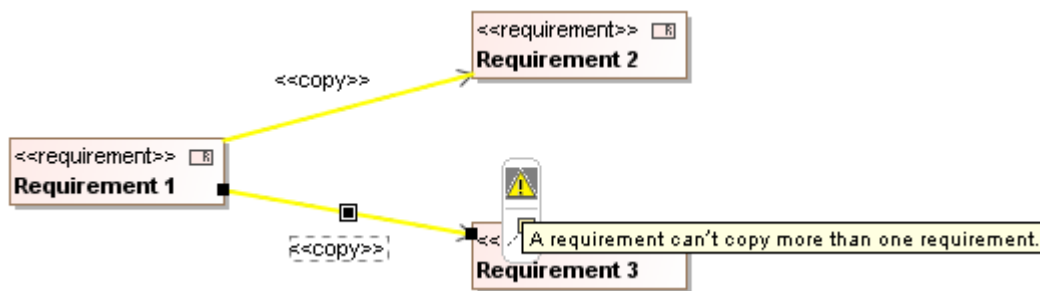 <<requirement>> R
Requirement 2
<<copy>>
<<requirement>> R
Requirement 1
<<copy>>
<<
A requirement can't copy more than one requirement.
Requirement 3